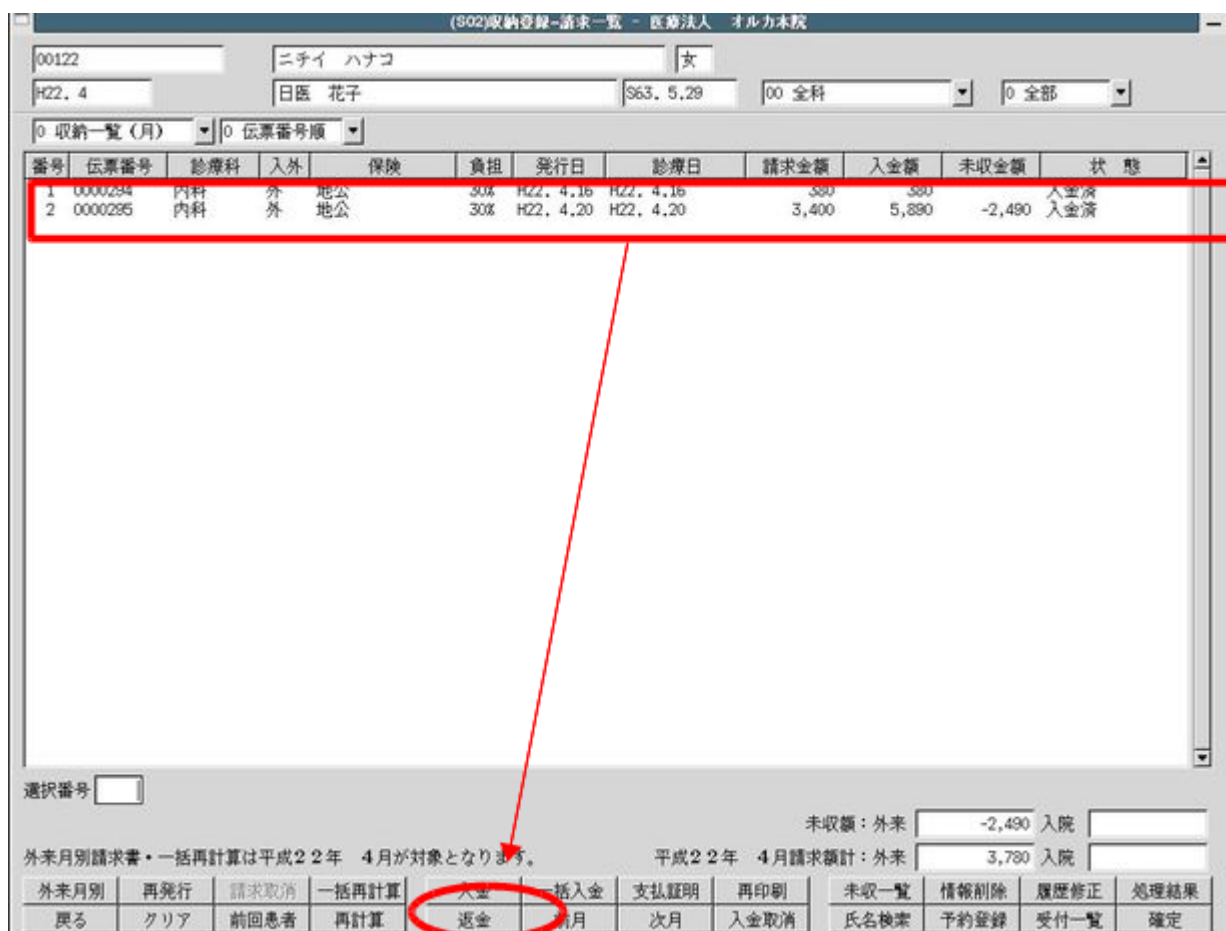 (S02)収納登録-請求一覧 - 医療法人 オルカ本院
00122 ニチイ ハナコ 女
H22. 4 日医 花子 S63. 5.29 00 全科 0 全部
0 収納一覧（月） 0 伝票番号順
番号 伝票番号 診療科 入外 保険 負担 発行日 診療日 請求金額 入金額 未収金額 状 態
1 0000294 内科 外 地公 30% H22. 4.16 H22. 4.16 380 380 入金済
2 0000295 内科 外 地公 30% H22. 4.20 H22. 4.20 3,400 5,890 -2,490 入金済
選択番号
未収額：外来 -2,490 入院
外来月別請求書・一括再計算は平成２２年 ４月が対象となります。 平成２２年 ４月請求額計：外来 3,780 入院
外来月別 再発行 請求取消 一括再計算 入金 一括入金 支払証明 再印刷 未収一覧 情報削除 履歴修正 処理結果
戻る クリア 前回患者 再計算 返金 前月 次月 入金取消 氏名検索 予約登録 受付一覧 確定